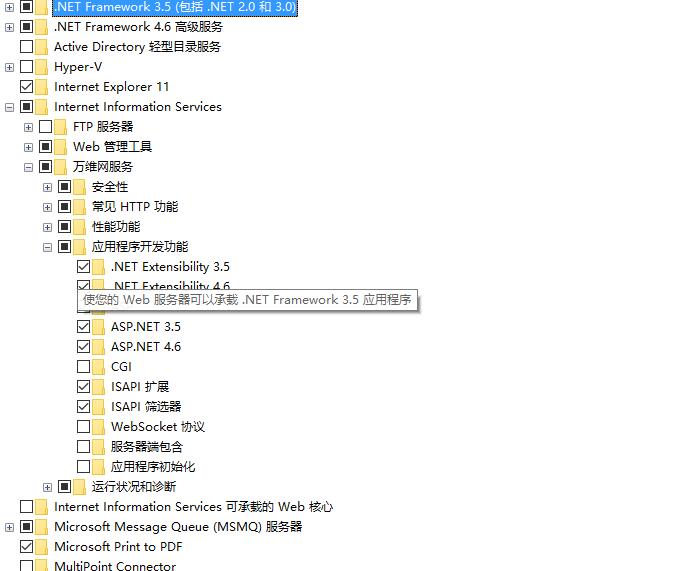 .NET Framework 3.5 (包括 .NET 2.0 和 3.0)
.NET Framework 4.6 高级服务
Active Directory 轻型目录服务
Hyper-V
Internet Explorer 11
Internet Information Services
FTP 服务器
Web 管理工具
万维网服务
安全性
常见 HTTP 功能
性能功能
应用程序开发功能
.NET Extensibility 3.5
.NET Extensibility 4.6
使您的 Web 服务器可以承载 .NET Framework 3.5 应用程序
ASP.NET 3.5
ASP.NET 4.6
CGI
ISAPI 扩展
ISAPI 筛选器
WebSocket 协议
服务器端包含
应用程序初始化
运行状况和诊断
Internet Information Services 可承载的 Web 核心
Microsoft Message Queue (MSMQ) 服务器
Microsoft Print to PDF
MultiPoint Connector